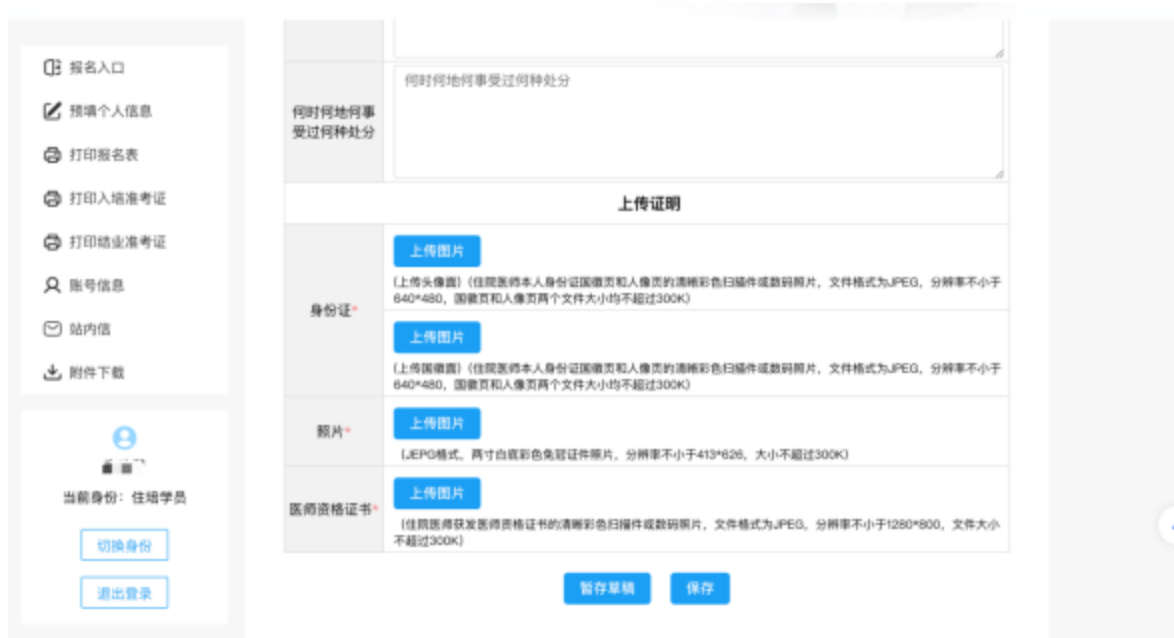 报名入口
预填个人信息
打印报名表
打印入培准考证
打印结业准考证
账号信息
站内信
附件下载
当前身份：住培学员
切换身份
退出登录
何时何地何事
受过何种处分
何时何地何事受过何种处分
上传证明
身份证*
上传图片
(上传头像面)（住院医师本人身份证国徽页和人像页的清晰彩色扫描件或数码照片，文件格式为JPEG，分辨率不小于
640*480，国徽页和人像页两个文件大小均不超过300K）
上传图片
(上传国徽面)（住院医师本人身份证国徽页和人像页的清晰彩色扫描件或数码照片，文件格式为JPEG，分辨率不小于
640*480，国徽页和人像页两个文件大小均不超过300K）
照片*
上传图片
（JEPG格式，两寸白底彩色免冠证件照片，分辨率不小于413*626，大小不超过300K）
医师资格证书*
上传图片
（住院医师获发医师资格证书的清晰彩色扫描件或数码照片，文件格式为JPEG，分辨率不小于1280*800，文件大小
不超过300K）
暂存草稿
保存